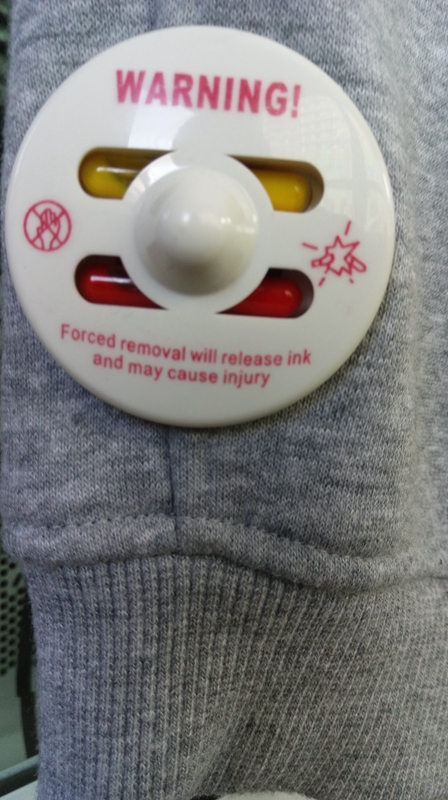 WARNING!
Forced removal will release ink
and may cause injury